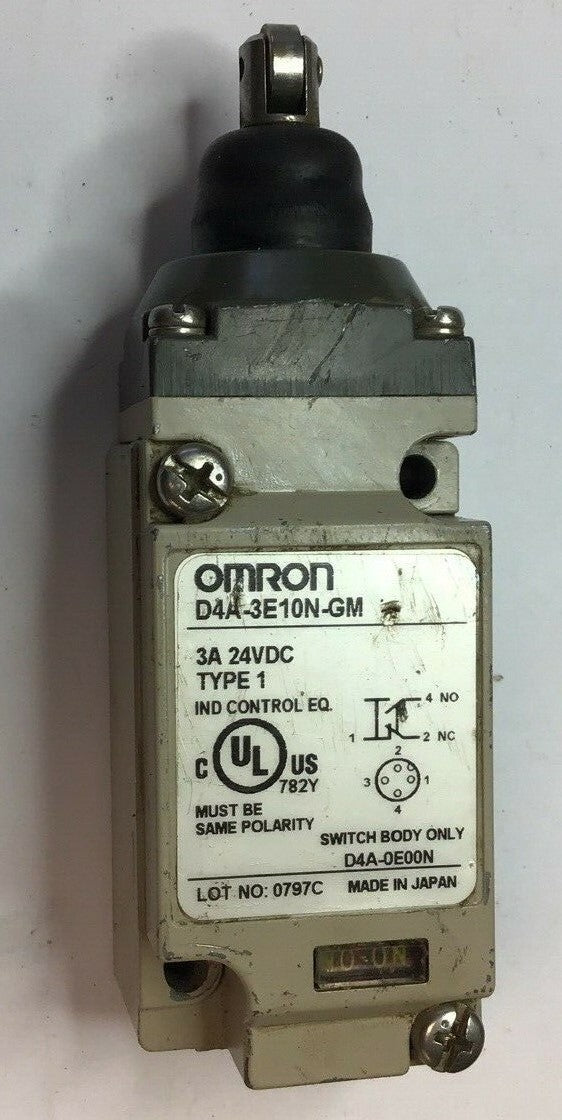 OMRON
D4A-3E10N-GM
3A 24VDC
TYPE 1
IND CONTROL EQ.
4 NO
1
2 NC
C UL US
782Y
2
3 1
4
MUST BE
SAME POLARITY
SWITCH BODY ONLY
D4A-0E00N
LOT NO: 0797C MADE IN JAPAN